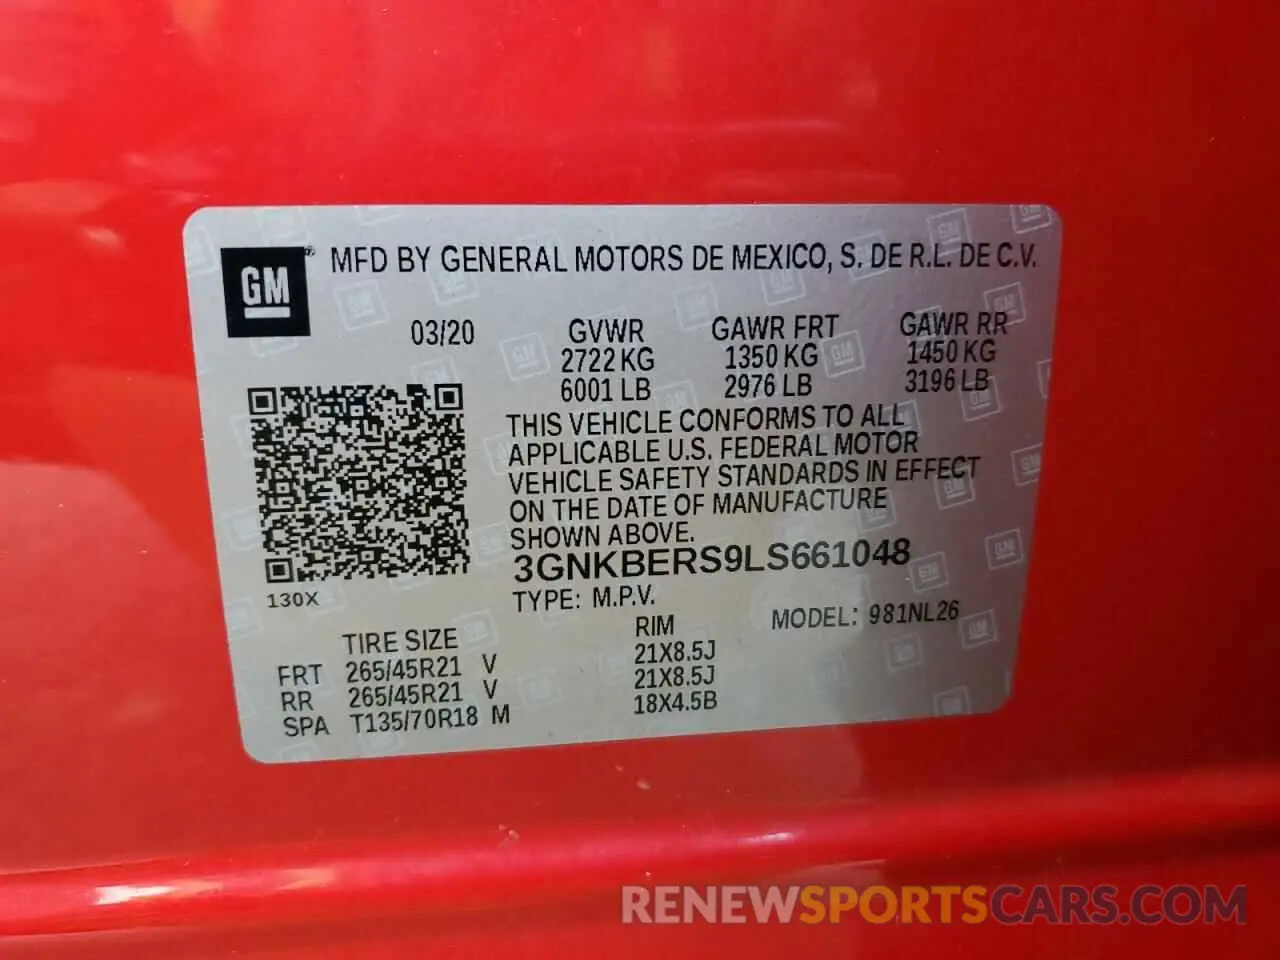 GM ® MFD BY GENERAL MOTORS DE MEXICO, S. DE R.L. DE C.V.
03/20 GVWR GAWR FRT GAWR RR
2722 KG 1350 KG 1450 KG
6001 LB 2976 LB 3196 LB
THIS VEHICLE CONFORMS TO ALL
APPLICABLE U.S. FEDERAL MOTOR
VEHICLE SAFETY STANDARDS IN EFFECT
ON THE DATE OF MANUFACTURE
SHOWN ABOVE.
3GNKBERS9LS661048
130X
TYPE: M.P.V. MODEL: 981NL26
TIRE SIZE RIM
FRT 265/45R21 V 21X8.5J
RR 265/45R21 V 21X8.5J
SPA T135/70R18 M 18X4.5B
RENEWSPORTSCARS.COM